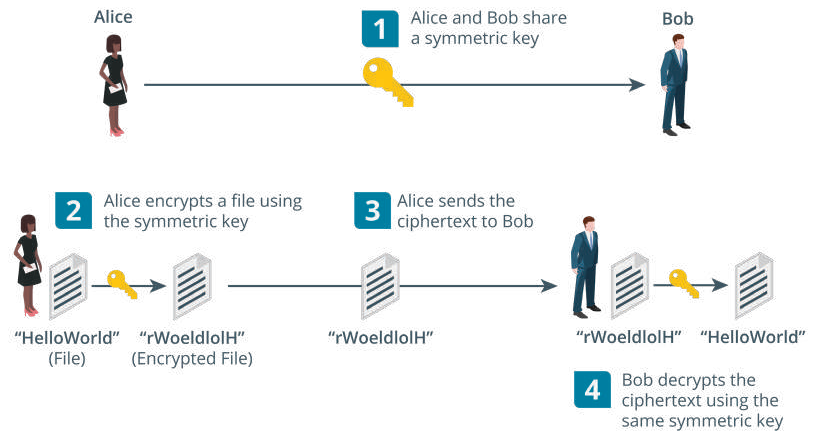 Alice
1
Alice and Bob share
a symmetric key
Bob
2
Alice encrypts a file using
the symmetric key
3
Alice sends the
ciphertext to Bob
“HelloWorld”
(File)
“rWoeldlolH”
(Encrypted File)
“rWoeldlolH”
“rWoeldlolH”
“HelloWorld”
4
Bob decrypts the
ciphertext using the
same symmetric key